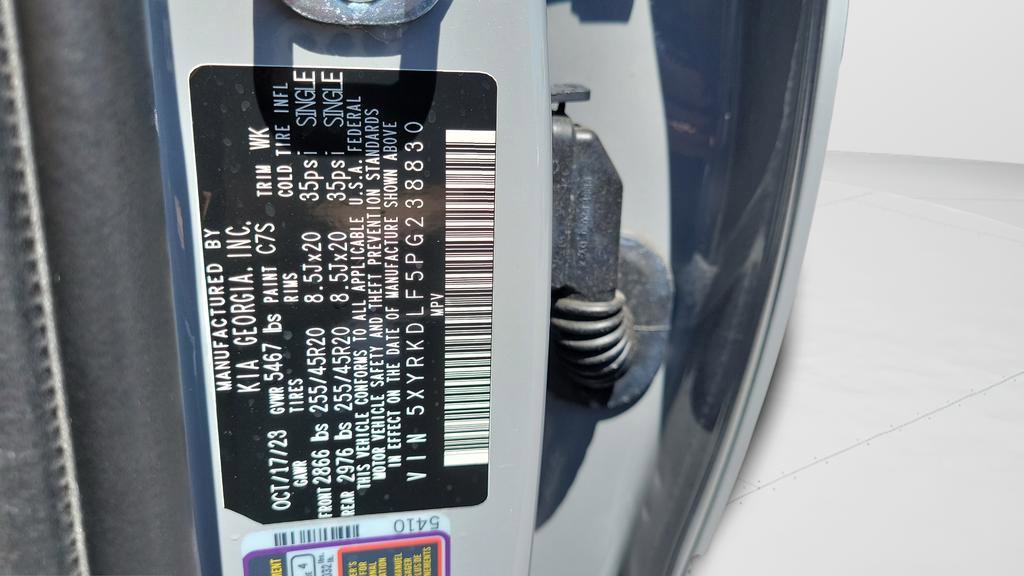 MANUFACTURED BY
KIA GEORGIA, INC.
OCT/17/23 GVWR 5467 lbs PAINT C7S TRIM WK
GAWR TIRES RIMS COLD TIRE INFL
FRONT 2866 lbs 255/45R20 8.5Jx20 35psi SINGLE
REAR 2976 lbs 255/45R20 8.5Jx20 35psi SINGLE
THIS VEHICLE CONFORMS TO ALL APPLICABLE U.S.A. FEDERAL
MOTOR VEHICLE SAFETY AND THEFT PREVENTION STANDARDS
IN EFFECT ON THE DATE OF MANUFACTURE SHOWN ABOVE
VIN 5XYRKDLF5PG238830
MPV
5410